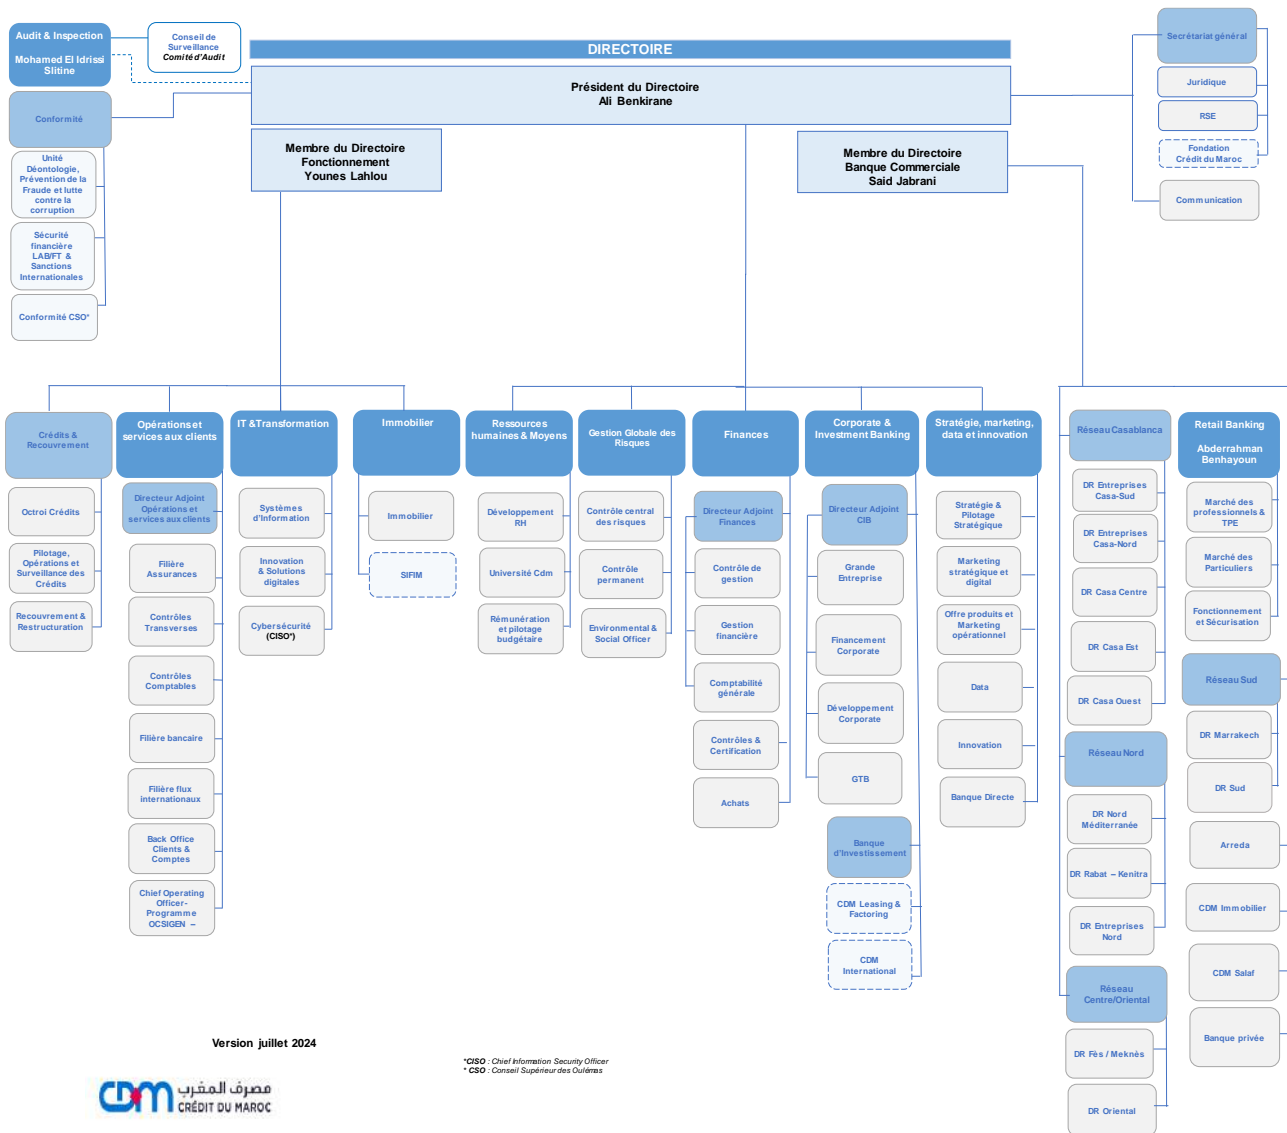 Audit & Inspection
Mohamed El Idrissi
Slitine
Conseil de
Surveillance
Comité d'Audit
DIRECTOIRE
Président du Directoire
Ali Benkirane
Secrétariat général
Juridique
RSE
Fondation
Crédit du Maroc
Communication
Conformité
Unité
Déontologie,
Prévention de la
Fraude et lutte
contre la
corruption
Sécurité
financière
LAB/FT &
Sanctions
Internationales
Conformité CSO*
Membre du Directoire
Fonctionnement
Younes Lahlou
Membre du Directoire
Banque Commerciale
Said Jabrani
Crédits &
Recouvrement
Octroi Crédits
Pilotage,
Opérations et
Surveillance des
Crédits
Recouvrement &
Restructuration
Opérations et
services aux clients
Directeur Adjoint
Opérations et
services aux clients
Filière
Assurances
Contrôles
Transverses
Contrôles
Comptables
Filière bancaire
Filière flux
internationaux
Back Office
Clients &
Comptes
Chief Operating
Officer-
Programme
OCSIGEN –
IT & Transformation
Systèmes
d'Information
Innovation
& Solutions
digitales
Cybersécurité
(CISO*)
Immobilier
Immobilier
SIFIM
Ressources
humaines & Moyens
Développement
RH
Université Cdm
Rémunération
et pilotage
budgétaire
Gestion Globale des
Risques
Contrôle central
des risques
Contrôle
permanent
Environmental &
Social Officer
Finances
Directeur Adjoint
Finances
Contrôle de
gestion
Gestion
financière
Comptabilité
générale
Contrôles &
Certification
Achats
Corporate &
Investment Banking
Directeur Adjoint
CIB
Grande
Entreprise
Financement
Corporate
Développement
Corporate
GTB
Banque
d'Investissement
CDM Leasing &
Factoring
CDM
International
Stratégie, marketing,
data et innovation
Stratégie &
Pilotage
Stratégique
Marketing
stratégique et
digital
Offre produits et
Marketing
opérationnel
Data
Innovation
Banque Directe
Réseau Casablanca
DR Entreprises
Casa-Sud
DR Entreprises
Casa-Nord
DR Casa Centre
DR Casa Est
DR Casa Ouest
Réseau Nord
DR Nord
Méditerranée
DR Rabat – Kenitra
DR Entreprises
Nord
Réseau
Centre/Oriental
DR Fès / Meknès
DR Oriental
Retail Banking
Abderrahman
Benhayoun
Marché des
professionnels &
TPE
Marché des
Particuliers
Fonctionnement
et Sécurisation
Réseau Sud
DR Marrakech
DR Sud
Arreda
CDM Immobilier
CDM Salaf
Banque privée
Version juillet 2024
*CISO : Chief Information Security Officer
* CSO : Conseil Supérieur des Oulémas
CDM
مصرف المغرب
CRÉDIT DU MAROC